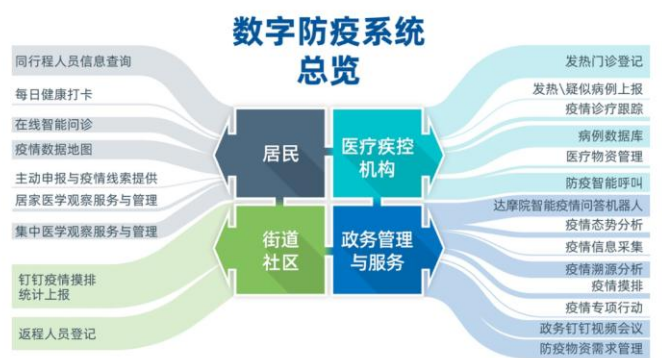 数字防疫系统
总览
同行程人员信息查询
每日健康打卡
在线智能问诊
疫情数据地图
主动申报与疫情线索提供
居家医学观察服务与管理
集中医学观察服务与管理
钉钉疫情摸排
统计上报
返程人员登记
居民
医疗疾控
机构
街道
社区
政务管理
与服务
发热门诊登记
发热\疑似病例上报
疫情诊疗跟踪
病例数据库
医疗物资管理
防疫智能呼叫
达摩院智能疫情问答机器人
疫情态势分析
疫情信息采集
疫情溯源分析
疫情摸排
疫情专项行动
政务钉钉视频会议
防疫物资需求管理